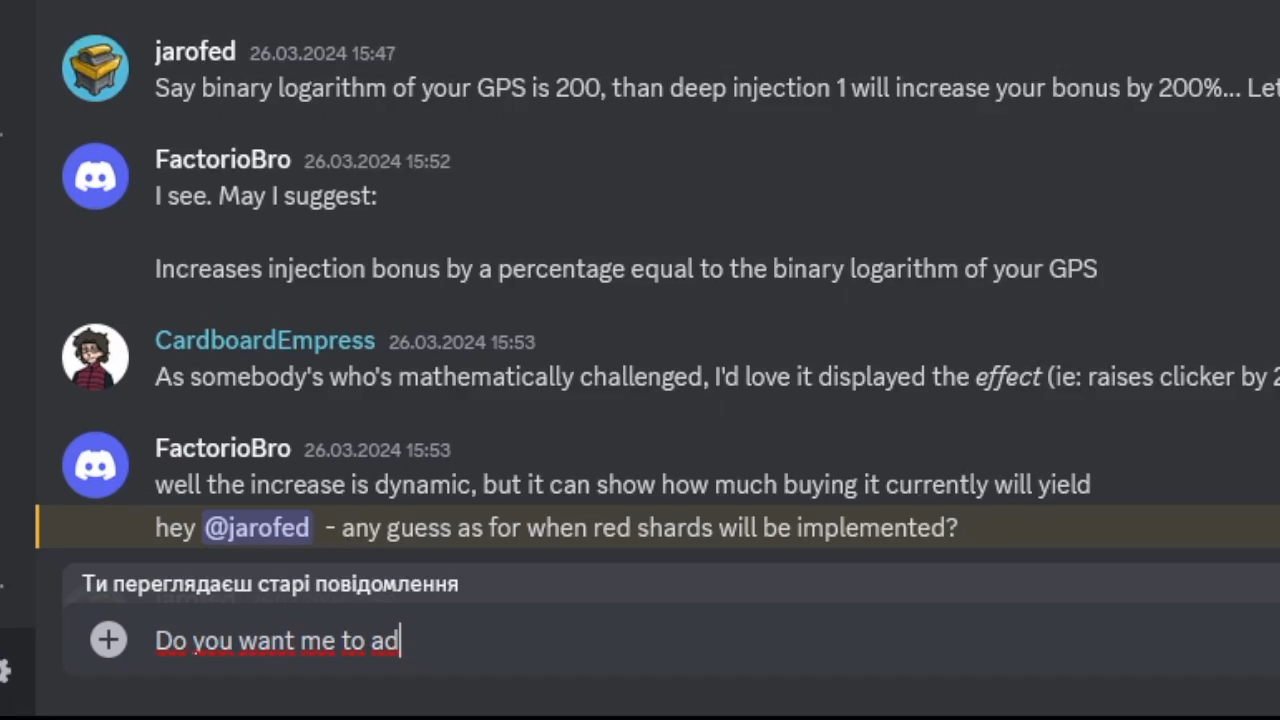 jarofed 26.03.2024 15:47
Say binary logarithm of your GPS is 200, than deep injection 1 will increase your bonus by 200%... Let
FactorioBro 26.03.2024 15:52
I see. May I suggest:
Increases injection bonus by a percentage equal to the binary logarithm of your GPS
CardboardEmpress 26.03.2024 15:53
As somebody's who's mathematically challenged, I'd love it displayed the effect (ie: raises clicker by 2
FactorioBro 26.03.2024 15:53
well the increase is dynamic, but it can show how much buying it currently will yield
hey @jarofed - any guess as for when red shards will be implemented?
Ти переглядаєш старі повідомлення
Do you want me to ad